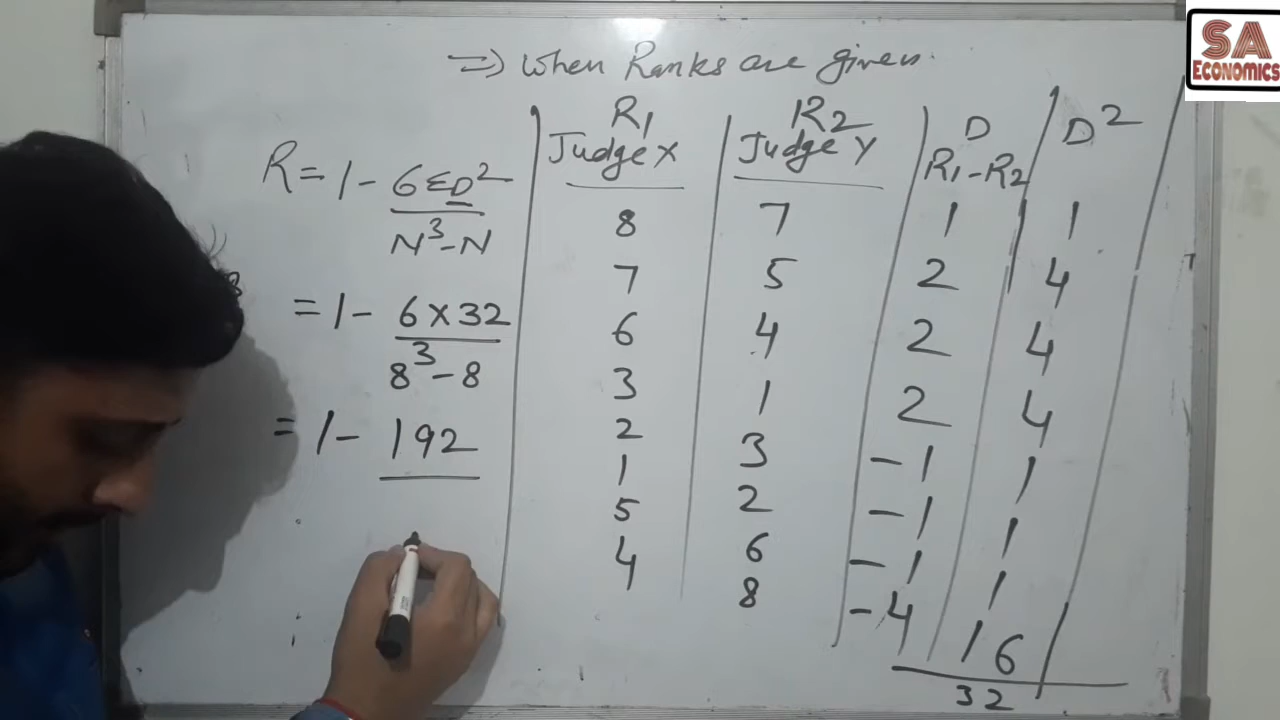 SA
ECONOMICS
=> When Ranks are given.
R = 1 - 6ΣD² / N³-N
= 1 - 6 × 32 / 8³ - 8
= 1 - 192
R1 R2 D D²
Judge X Judge Y R1-R2
8 7 1 1
7 5 2 4
6 4 2 4
3 1 2 4
2 3 -1 1
1 2 -1 1
5 6 -1 1
4 8 -4 16
32